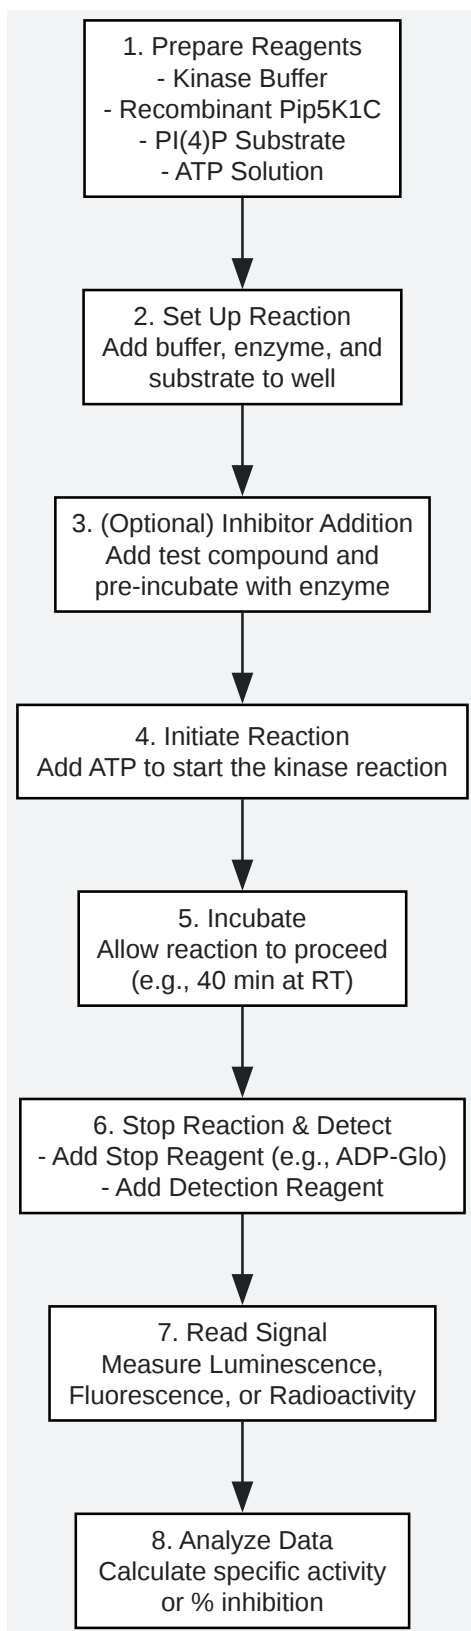 1. Prepare Reagents
- Kinase Buffer
- Recombinant Pip5K1C
- PI(4)P Substrate
- ATP Solution
2. Set Up Reaction
Add buffer, enzyme, and
substrate to well
3. (Optional) Inhibitor Addition
Add test compound and
pre-incubate with enzyme
4. Initiate Reaction
Add ATP to start the kinase reaction
5. Incubate
Allow reaction to proceed
(e.g., 40 min at RT)
6. Stop Reaction & Detect
- Add Stop Reagent (e.g., ADP-Glo)
- Add Detection Reagent
7. Read Signal
Measure Luminescence,
Fluorescence, or Radioactivity
8. Analyze Data
Calculate specific activity
or % inhibition